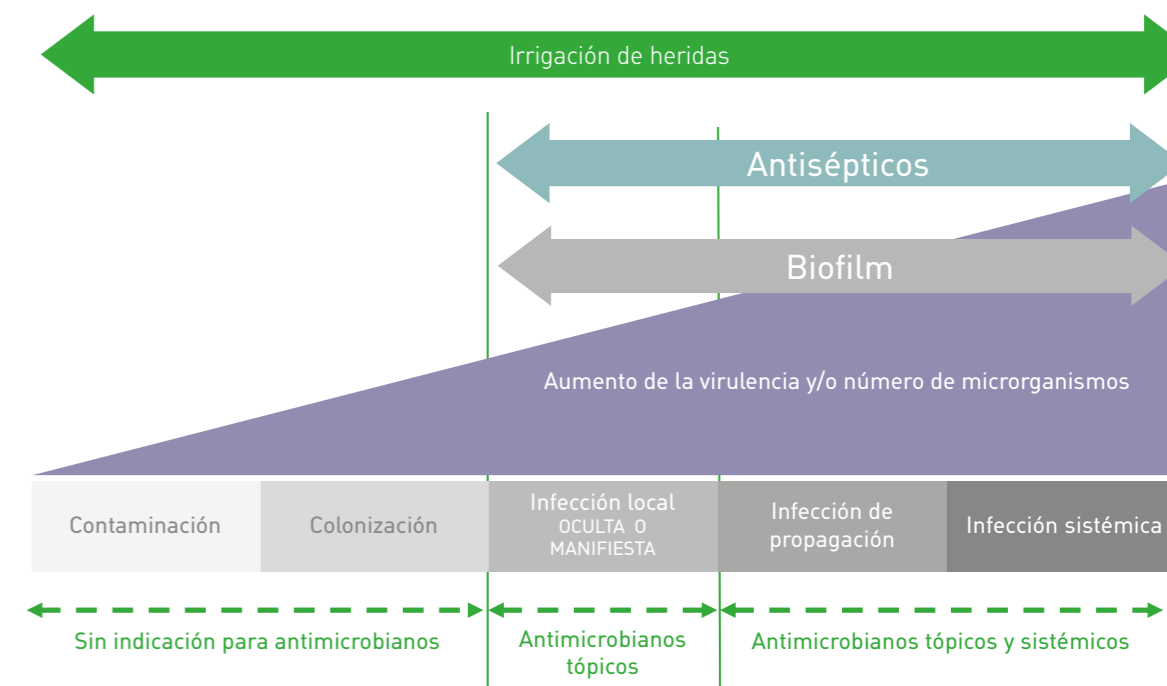 Irrigación de heridas
Antisépticos
Biofilm
Aumento de la virulencia y/o número de microrganismos
Contaminación
Colonización
Infección local
OCULTA O
MANIFIESTA
Infección de
propagación
Infección sistémica
Sin indicación para antimicrobianos
Antimicrobianos
tópicos
Antimicrobianos tópicos y sistémicos